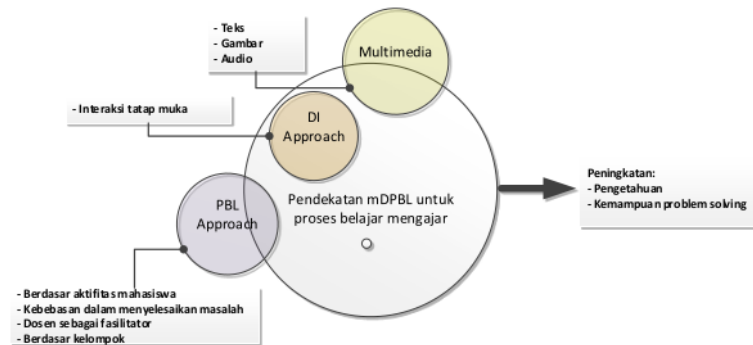 - Teks
- Gambar
- Audio
Multimedia
- Interaksi tatap muka
DI
Approach
PBL
Approach
Pendekatan mDPBL untuk
proses belajar mengajar
Peningkatan:
- Pengetahuan
- Kemampuan problem solving
- Berdasar aktifitas mahasiswa
- Kebebasan dalam menyelesaikan masalah
- Dosen sebagai fasilitator
- Berdasar kelompok